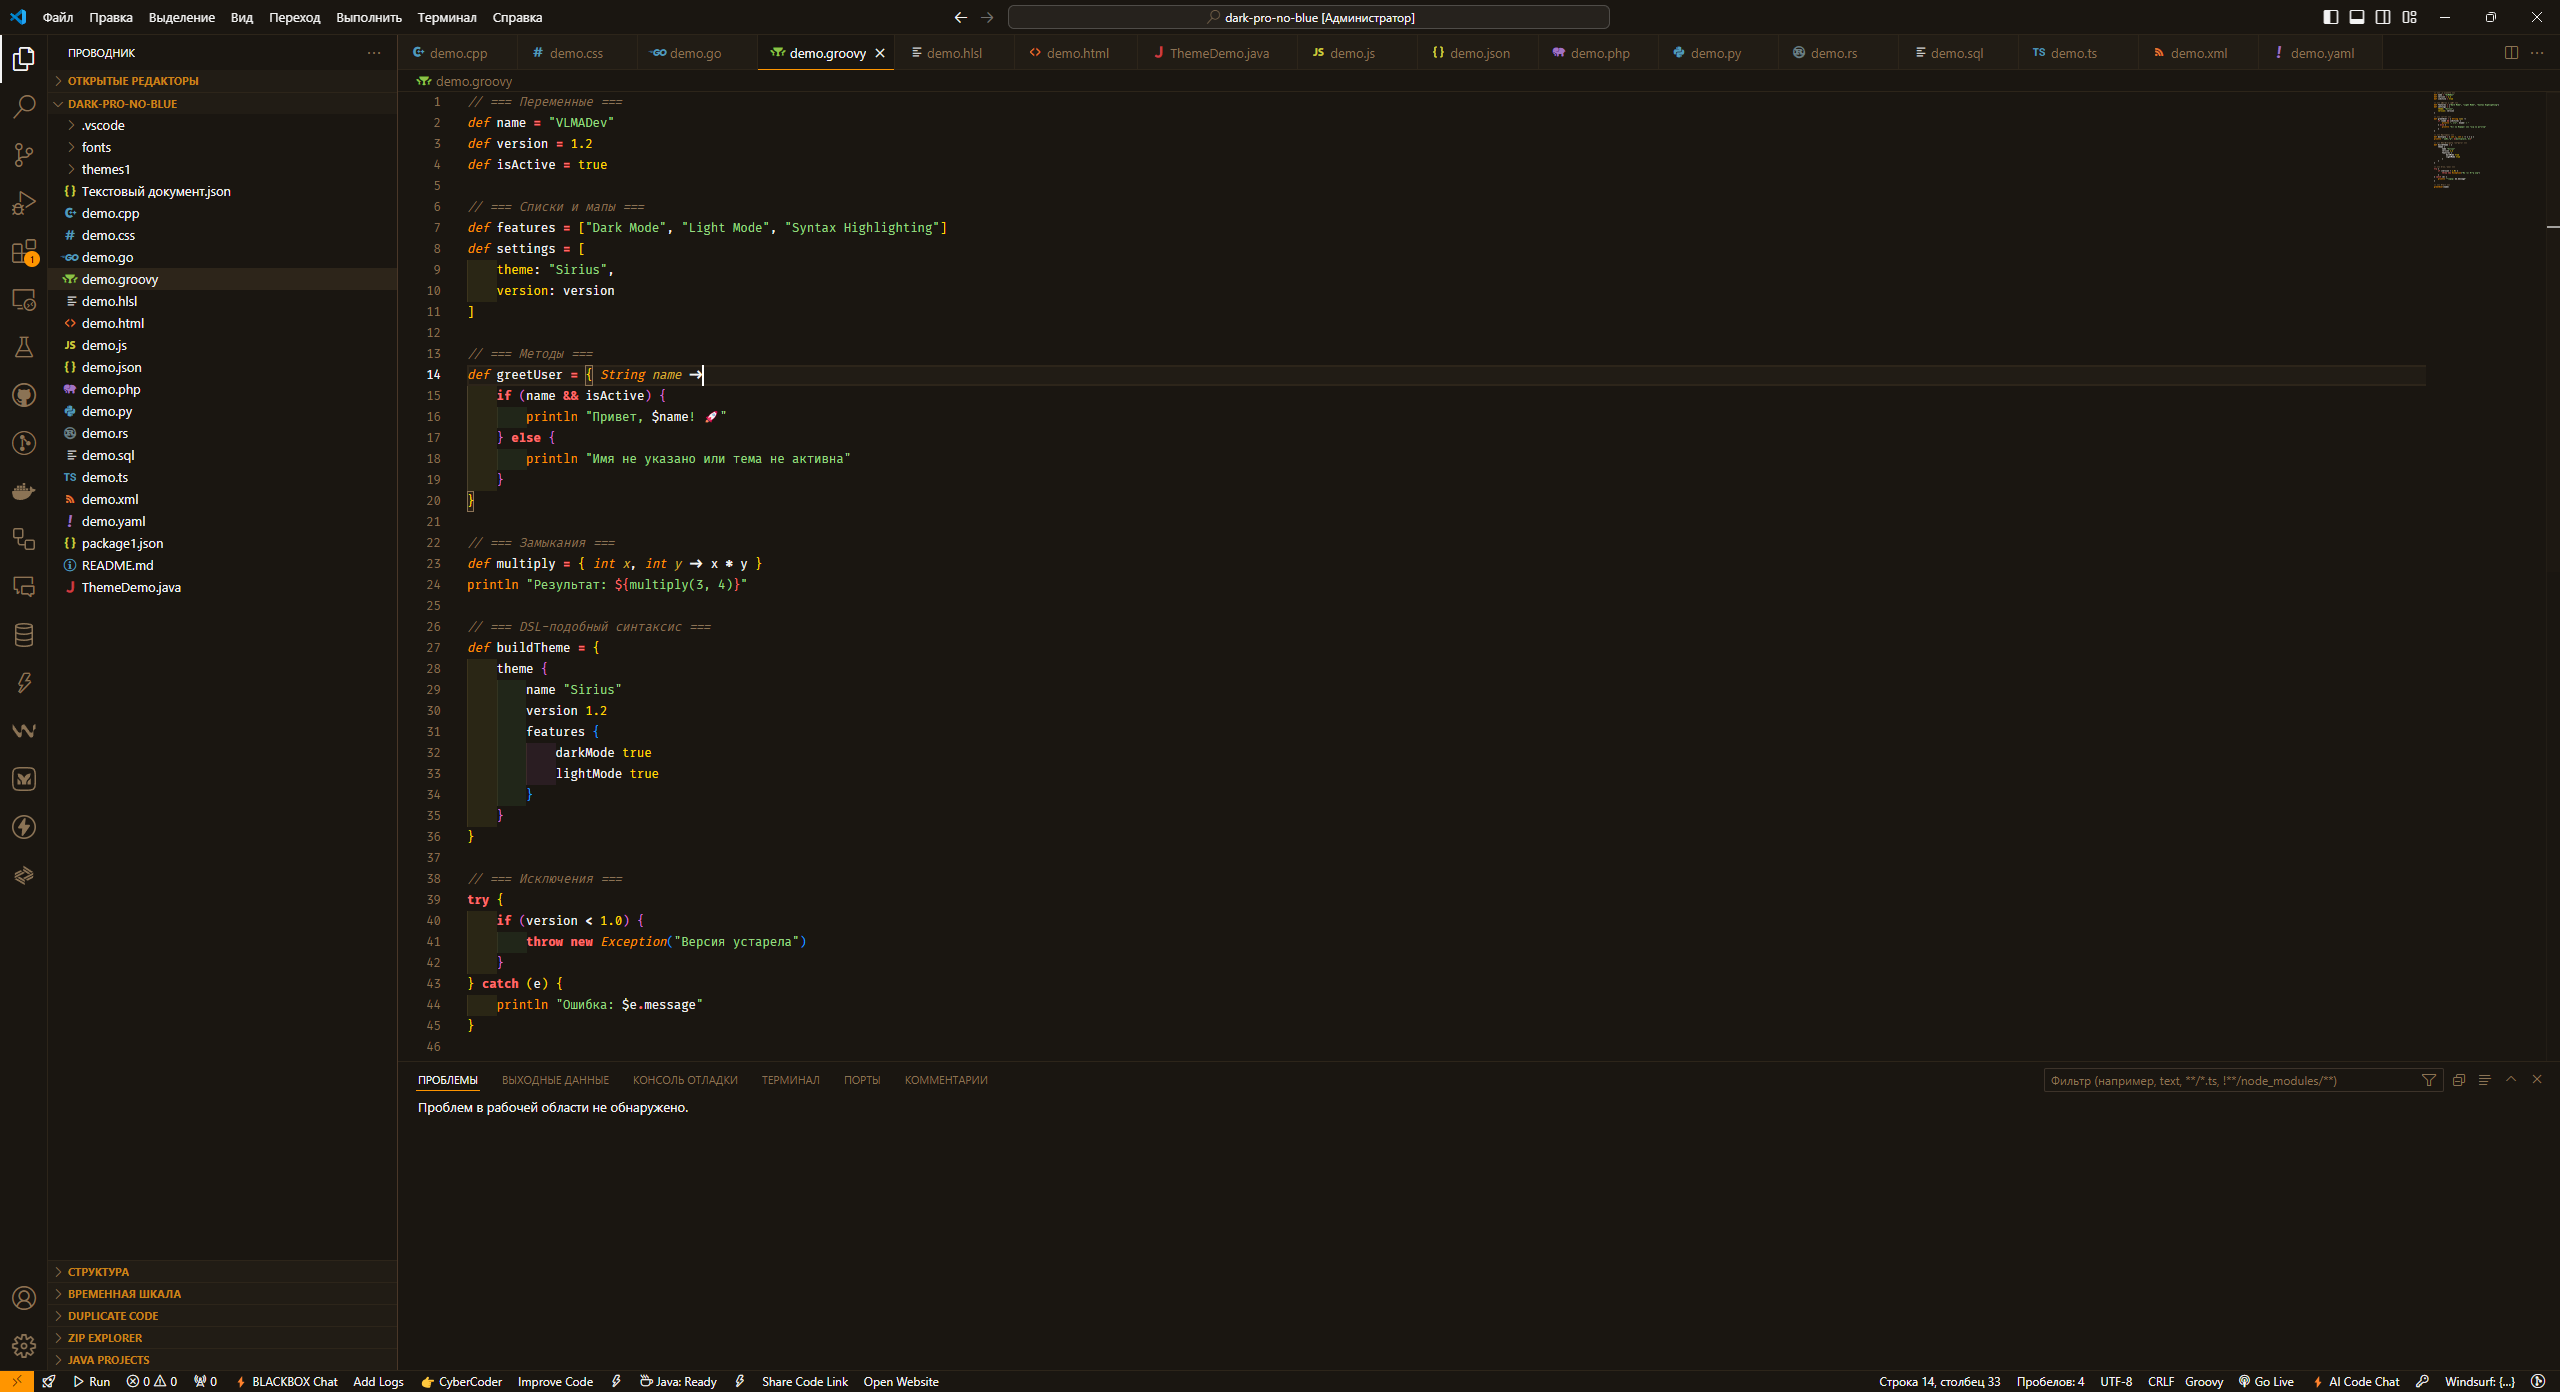 Файл Правка Выделение Вид Переход Выполнить Терминал Справка
dark-pro-no-blue [Администратор]
ПРОВОДНИК
ОТКРЫТЫЕ РЕДАКТОРЫ
DARK-PRO-NO-BLUE
.vscode
fonts
themes1
Текстовый документ.json
demo.cpp
demo.css
demo.go
demo.groovy
demo.hlsl
demo.html
demo.js
demo.json
demo.php
demo.py
demo.rs
demo.sql
demo.ts
demo.xml
demo.yaml
package1.json
README.md
ThemeDemo.java
СТРУКТУРА
ВРЕМЕННАЯ ШКАЛА
DUPLICATE CODE
ZIP EXPLORER
JAVA PROJECTS
demo.cpp demo.css demo.go demo.groovy demo.hlsl demo.html ThemeDemo.java demo.js demo.json demo.php demo.py demo.rs demo.sql demo.ts demo.xml demo.yaml
demo.groovy
1 // === Переменные ===
2 def name = "VLMADev"
3 def version = 1.2
4 def isActive = true
5
6 // === Списки и мапы ===
7 def features = ["Dark Mode", "Light Mode", "Syntax Highlighting"]
8 def settings = [
9 theme: "Sirius",
10 version: version
11 ]
12
13 // === Методы ===
14 def greetUser = { String name ->
15 if (name && isActive) {
16 println "Привет, $name! 🚀"
17 } else {
18 println "Имя не указано или тема не активна"
19 }
20 }
21
22 // === Замыкания ===
23 def multiply = { int x, int y -> x * y }
24 println "Результат: ${multiply(3, 4)}"
25
26 // === DSL-подобный синтаксис ===
27 def buildTheme = {
28 theme {
29 name "Sirius"
30 version 1.2
31 features {
32 darkMode true
33 lightMode true
34 }
35 }
36 }
37
38 // === Исключения ===
39 try {
40 if (version < 1.0) {
41 throw new Exception("Версия устарела")
42 }
43 } catch (e) {
44 println "Ошибка: $e.message"
45 }
46
ПРОБЛЕМЫ ВЫХОДНЫЕ ДАННЫЕ КОНСОЛЬ ОТЛАДКИ ТЕРМИНАЛ ПОРТЫ КОММЕНТАРИИ
Фильтр (например, text, **/*.ts, !**/node_modules/**)
Проблем в рабочей области не обнаружено.
Run 0 0 0 BLACKBOX Chat Add Logs CyberCoder Improve Code Java: Ready Share Code Link Open Website
Строка 14, столбец 33 Пробелов: 4 UTF-8 CRLF Groovy Go Live AI Code Chat Windsurf: {...}